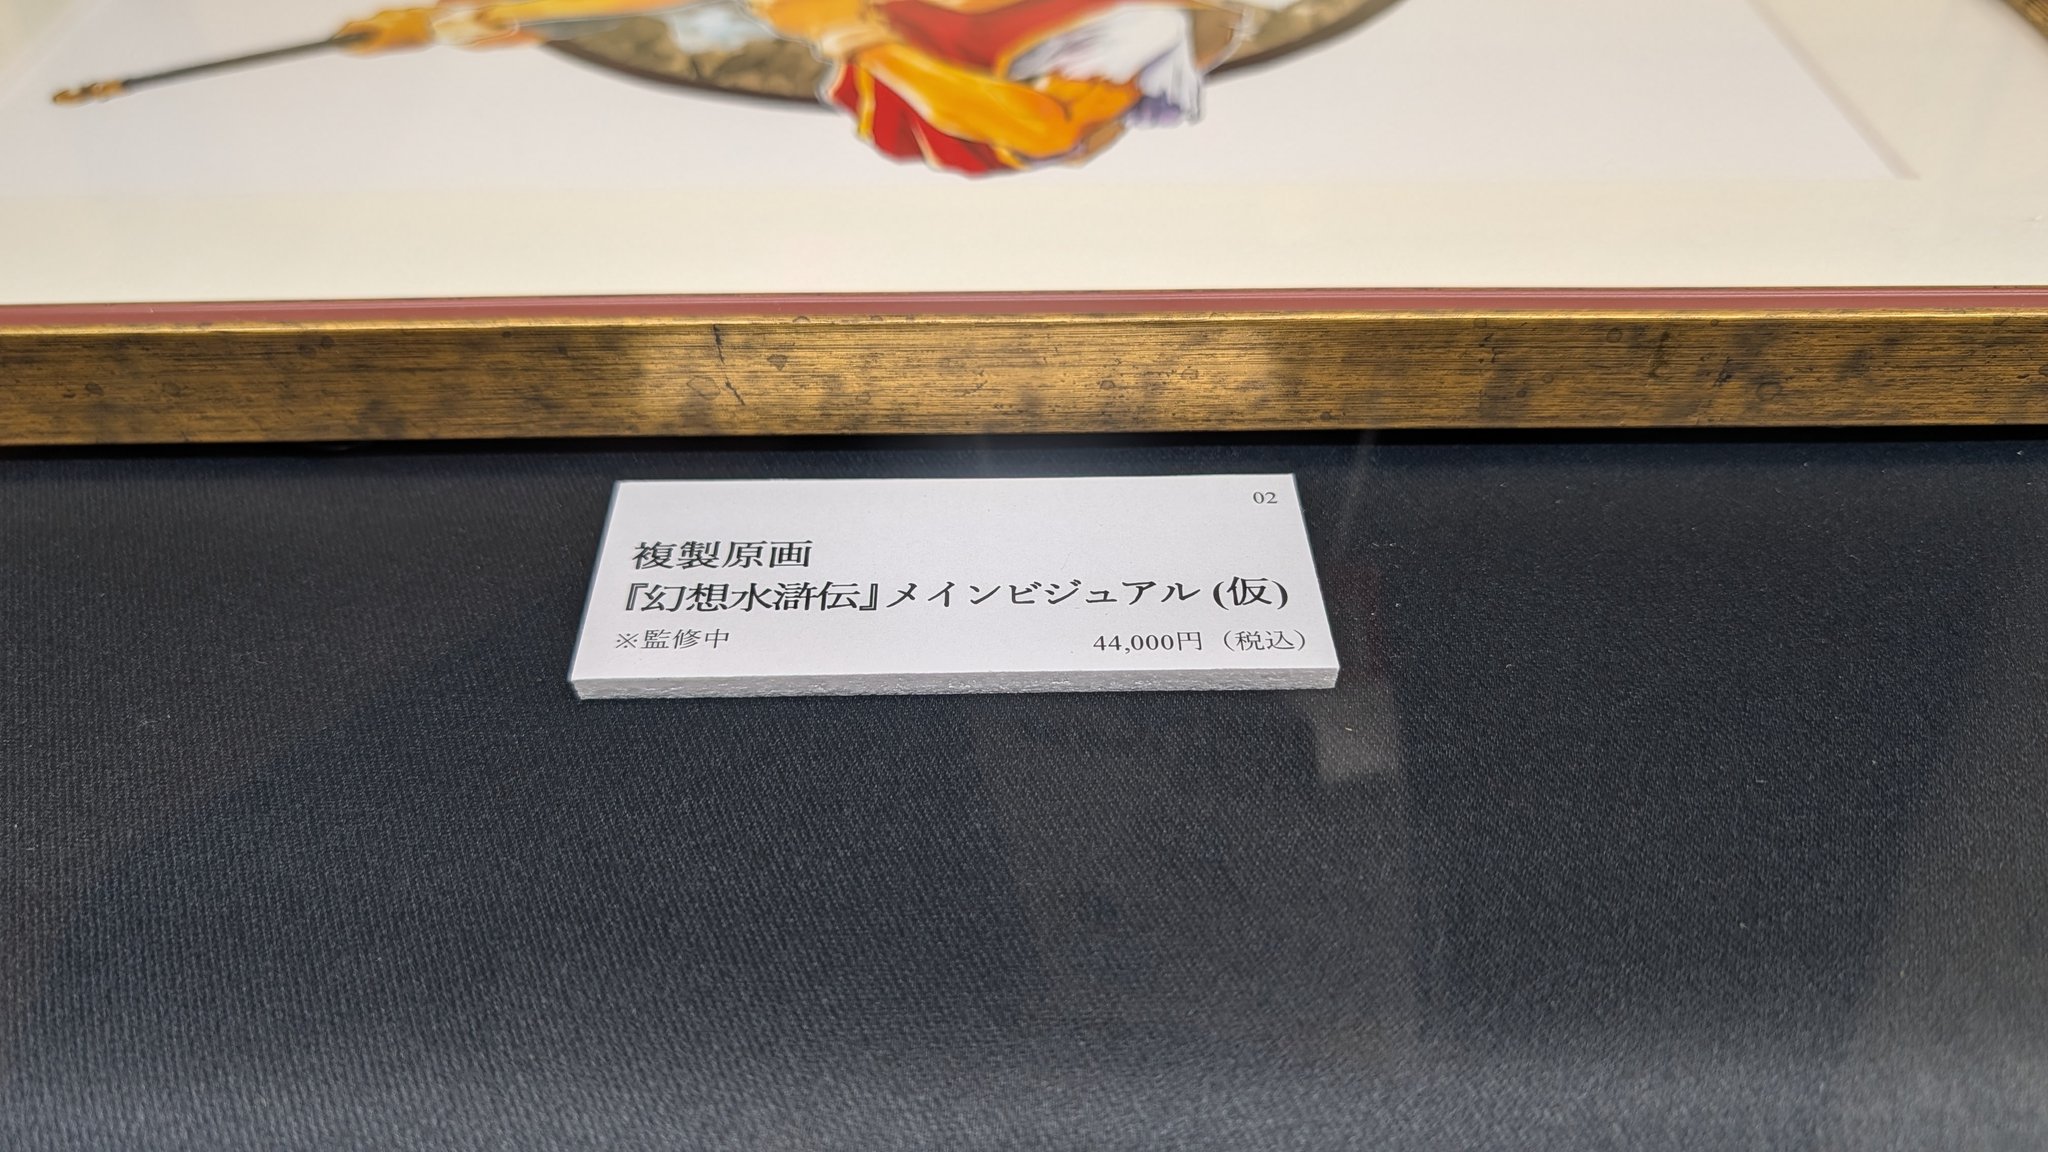 02
複製原画
『幻想水滸伝』メインビジュアル (仮)
※監修中
44,000円（税込）